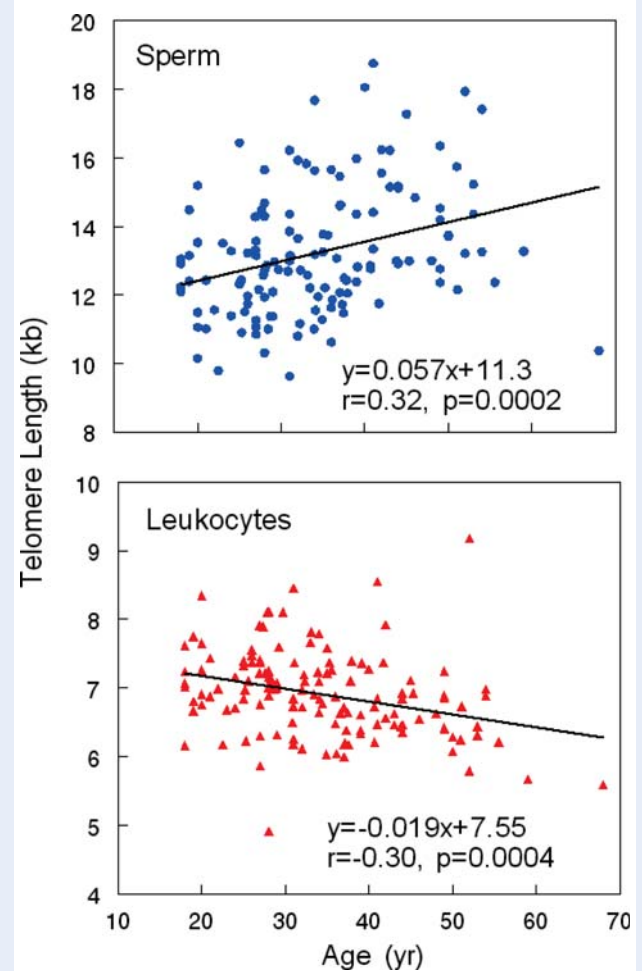 20
Sperm
18
16
14
12
10
y=0.057x+11.3
r=0.32, p=0.0002
8
Telomere Length (kb)
10
Leukocytes
9
8
7
6
5
y=-0.019x+7.55
r=-0.30, p=0.0004
4
10 20 30 40 50 60 70
Age (yr)